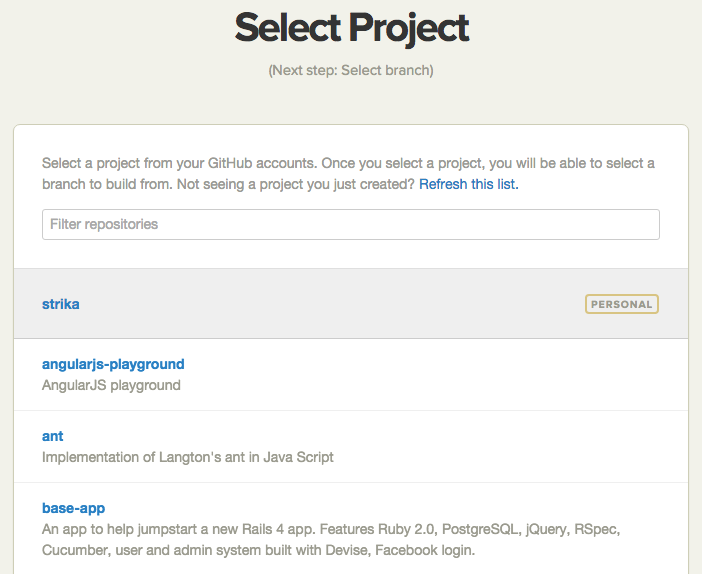 Select Project
(Next step: Select branch)
Select a project from your GitHub accounts. Once you select a project, you will be able to select a
branch to build from. Not seeing a project you just created? Refresh this list.
Filter repositories
strika PERSONAL
angularjs-playground
AngularJS playground
ant
Implementation of Langton's ant in Java Script
base-app
An app to help jumpstart a new Rails 4 app. Features Ruby 2.0, PostgreSQL, jQuery, RSpec,
Cucumber, user and admin system built with Devise, Facebook login.